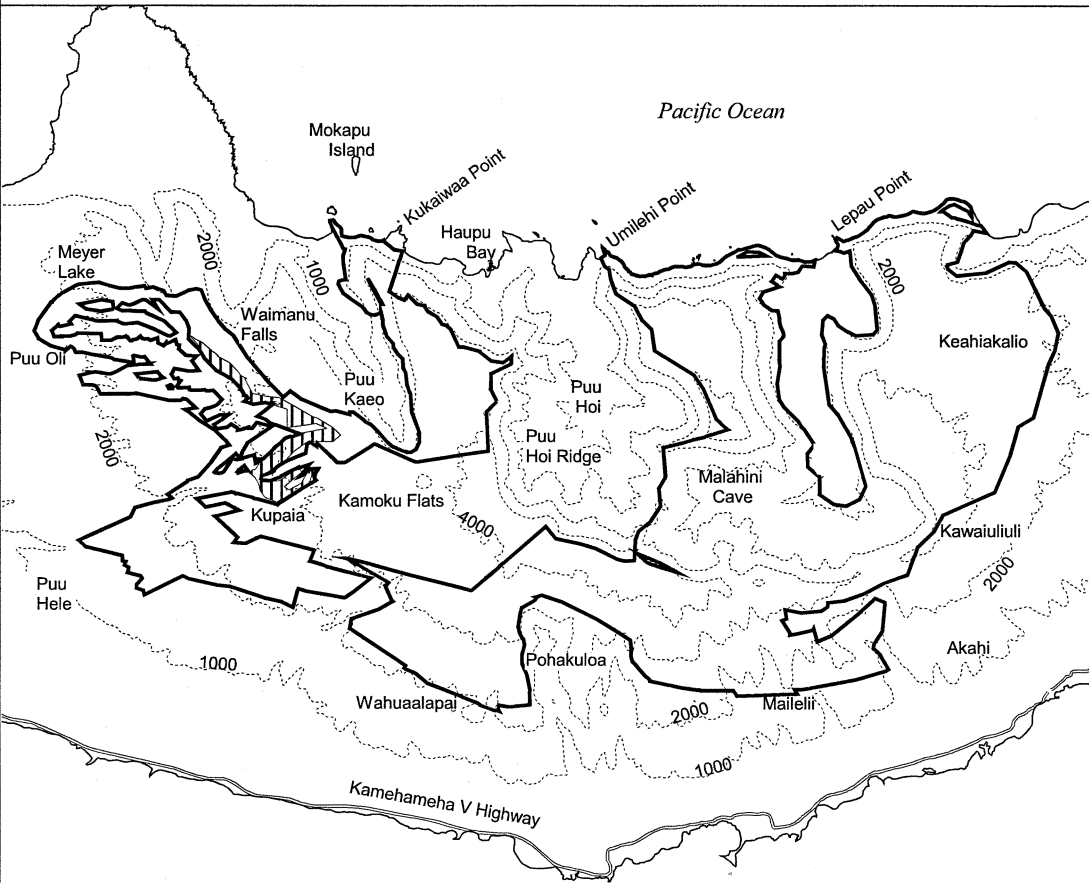 Pacific Ocean
Mokapu
Island
Kukaiwaa Point
Umilehi Point
Lepau Point
Haupu
Bay
Meyer
Lake
2000
1000
2000
Waimanu
Falls
Puu Oli
Keahiakalio
Puu
Kaeo
Puu
Hoi
2000
Puu
Hoi Ridge
Malahini
Cave
Kamoku Flats
Kupaia
4000
Kawaiuliuli
2000
Puu
Hele
1000
Pohakuloa
Akahi
Wahuaalapai
2000
Mailelii
1000
Kamehameha V Highway